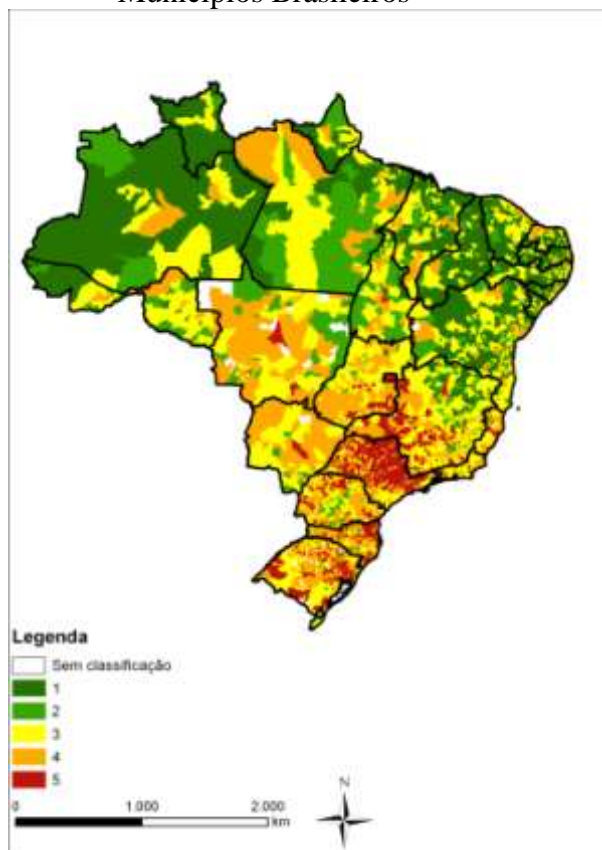 Municípios Brasileiros
Legenda
Sem classificação
1
2
3
4
5
N
0 1.000 2.000
km